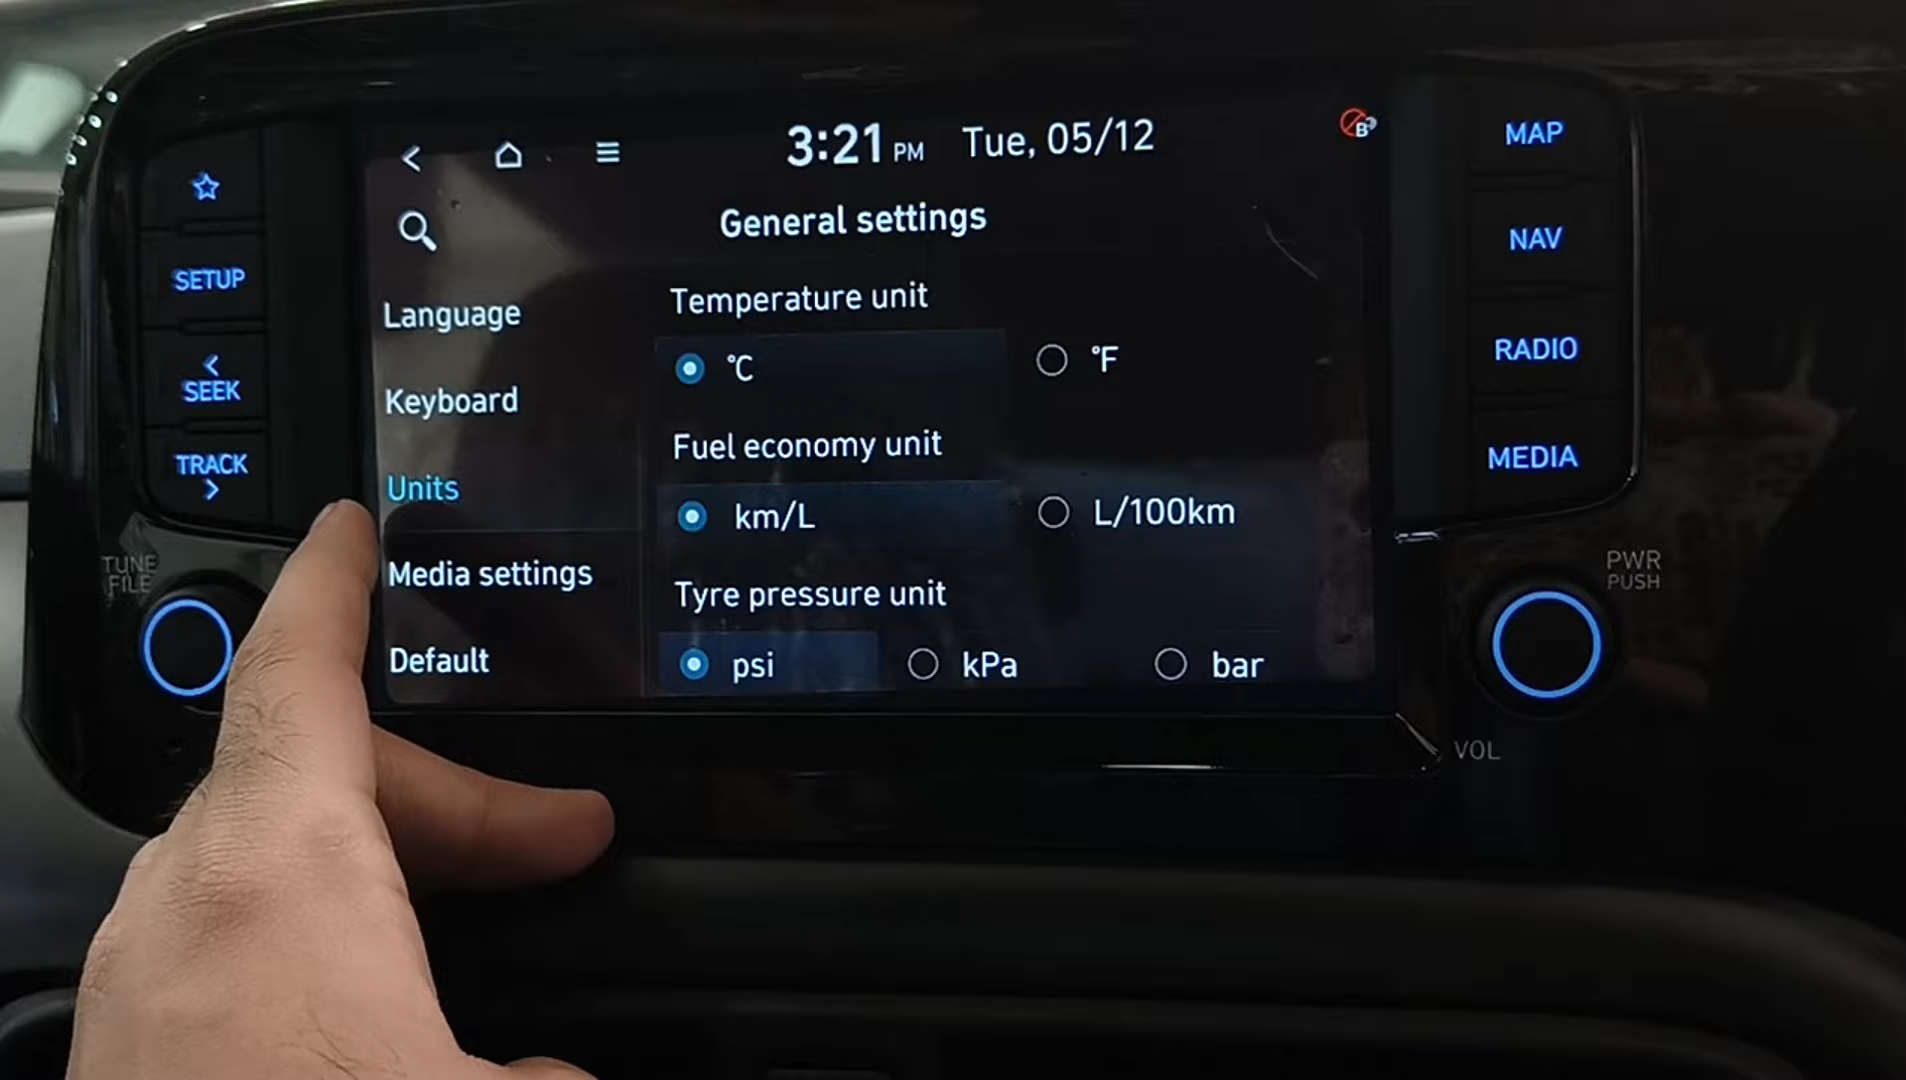 3:21 PM Tue, 05/12
General settings
Language
Keyboard
Units
Media settings
Default
Temperature unit
°C °F
Fuel economy unit
km/L L/100km
Tyre pressure unit
psi kPa bar
SETUP
<
SEEK
TRACK
>
TUNE
FILE
MAP
NAV
RADIO
MEDIA
PWR
PUSH
VOL
B